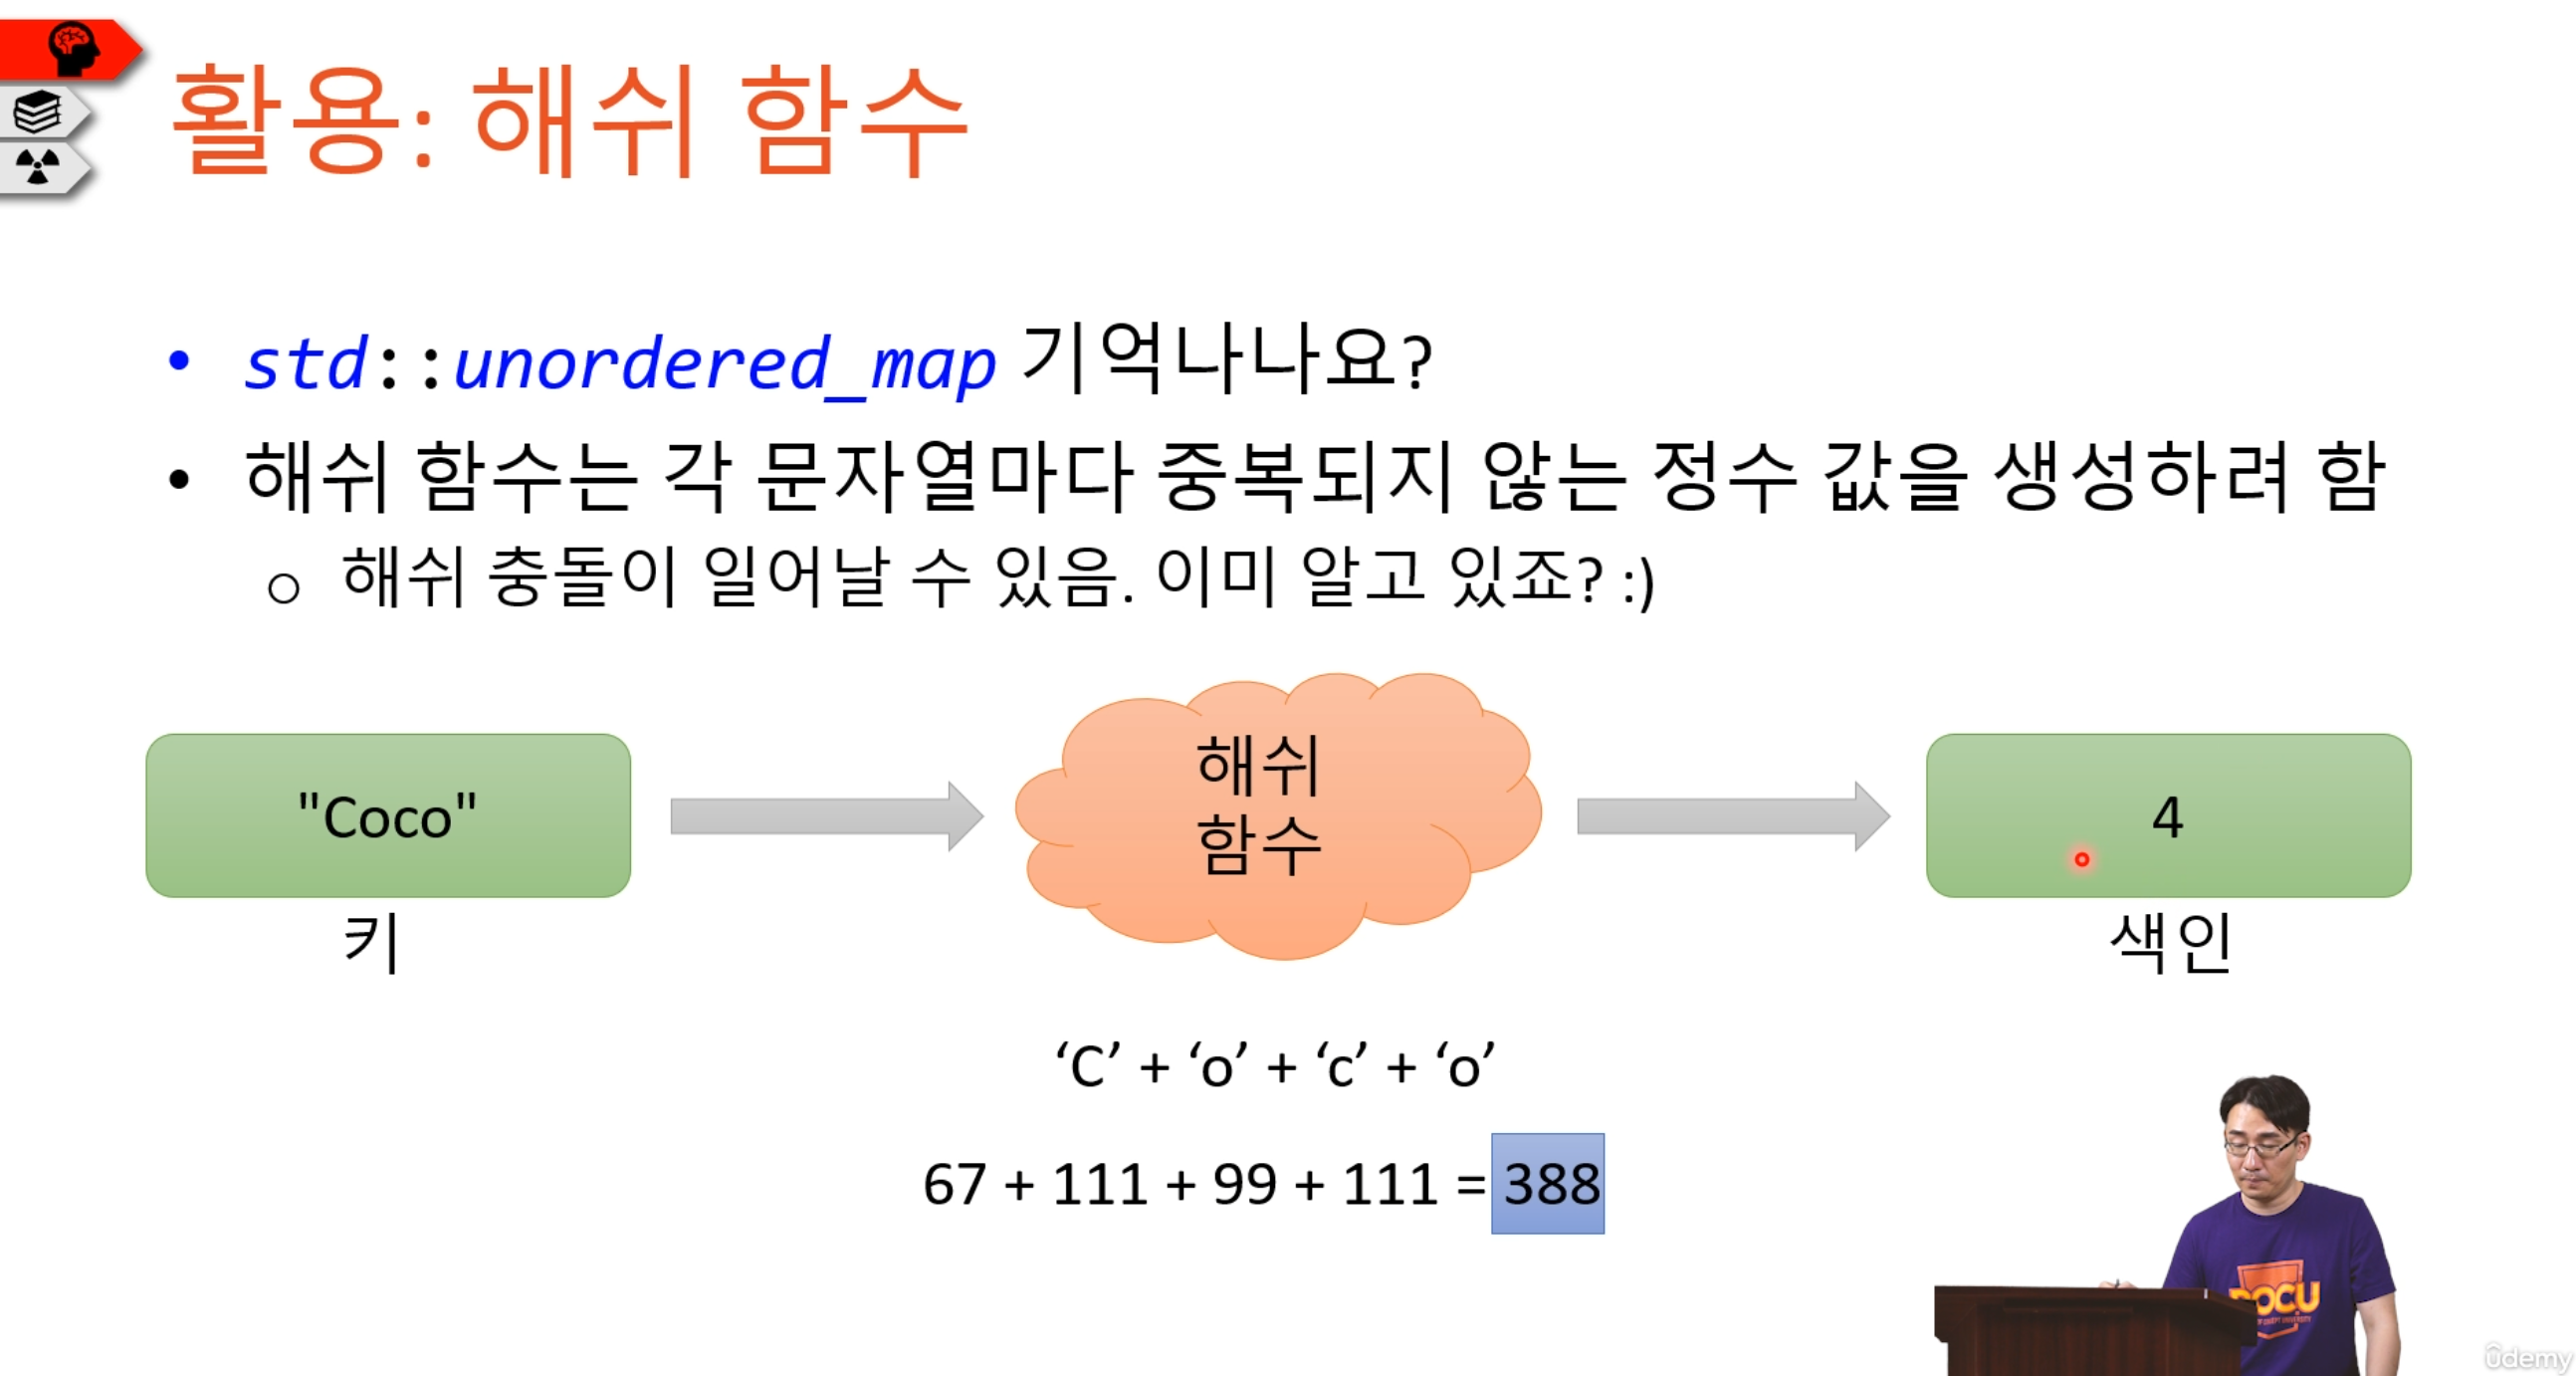 활용: 해쉬 함수
• std::unordered_map 기억나나요?
• 해쉬 함수는 각 문자열마다 중복되지 않는 정수 값을 생성하려 함
○ 해쉬 충돌이 일어날 수 있음. 이미 알고 있죠? :)
"Coco"
키
해쉬
함수
4
색인
‘C’ + ‘o’ + ‘c’ + ‘o’
67 + 111 + 99 + 111 = 388
POCU
ûdemy